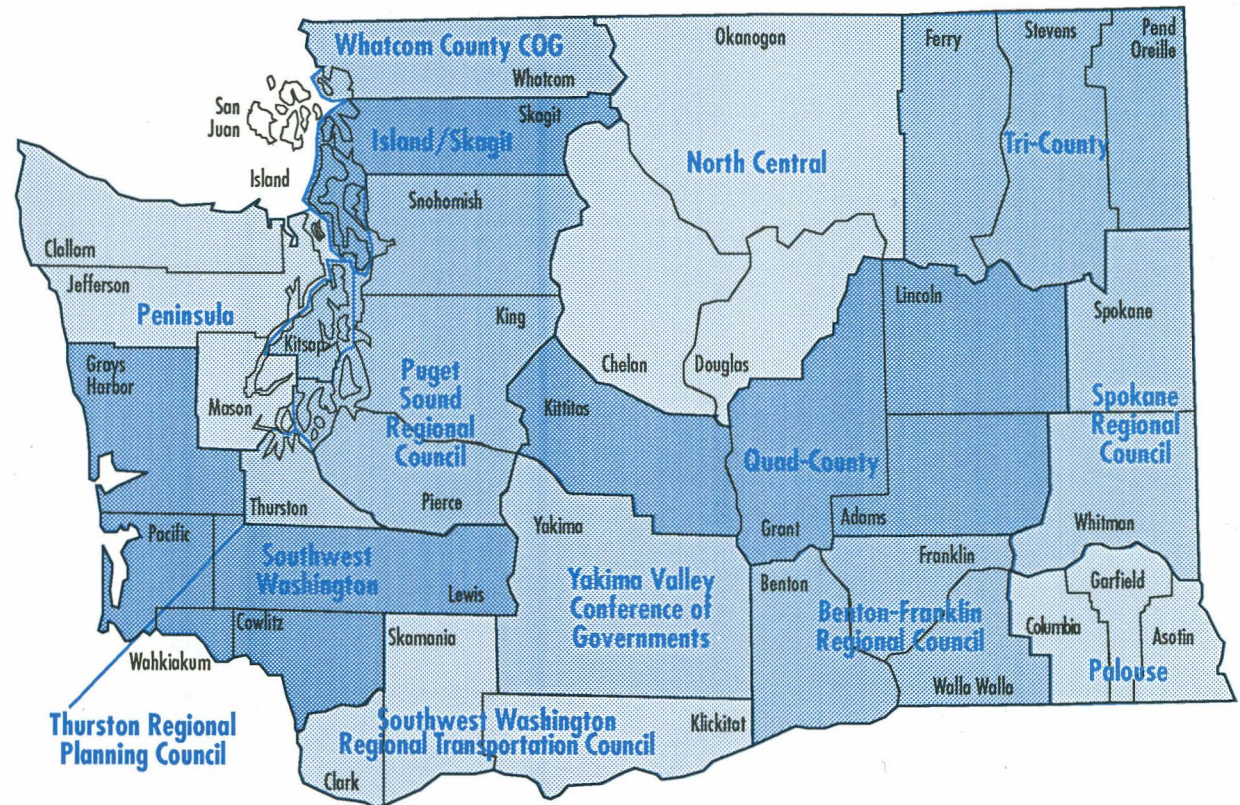 Whatcom County COG
Whatcom
Okanogon
Ferry
Stevens
Pend
Oreille
San
Juan
Skagit
Island/Skagit
Island
North Central
Tri-County
Snohomish
Clallam
Jefferson
Peninsula
King
Lincoln
Spokane
Kitsap
Grays
Harbor
Mason
Puget
Sound
Regional
Council
Chelan
Douglas
Kittitas
Spokane
Regional
Council
Quad-County
Thurston
Pierce
Yakima
Grant
Adams
Whitman
Pacific
Southwest
Washington
Lewis
Yakima Valley
Conference of
Governments
Benton
Franklin
Benton-Franklin
Regional Council
Garfield
Columbia
Asotin
Palouse
Cowlitz
Skamania
Wahkiakum
Walla Walla
Thurston Regional
Planning Council
Southwest Washington
Regional Transportation Council
Klickitat
Clark